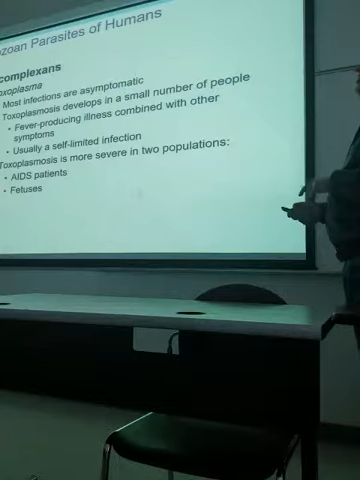 zoan Parasites of Humans
complexans
oxoplasma
Most infections are asymptomatic
Toxoplasmosis develops in a small number of people
• Fever-producing illness combined with other
symptoms
• Usually a self-limited infection
Toxoplasmosis is more severe in two populations:
• AIDS patients
• Fetuses